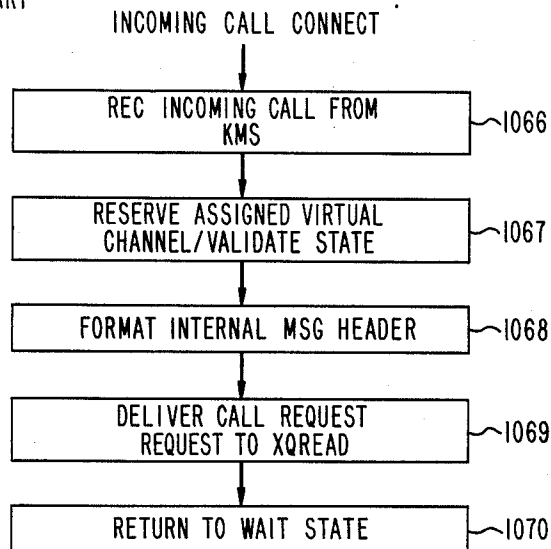 INCOMING CALL CONNECT
REC INCOMING CALL FROM
KMS
1066
RESERVE ASSIGNED VIRTUAL
CHANNEL/VALIDATE STATE
1067
FORMAT INTERNAL MSG HEADER
1068
DELIVER CALL REQUEST
REQUEST TO XQREAD
1069
RETURN TO WAIT STATE
1070